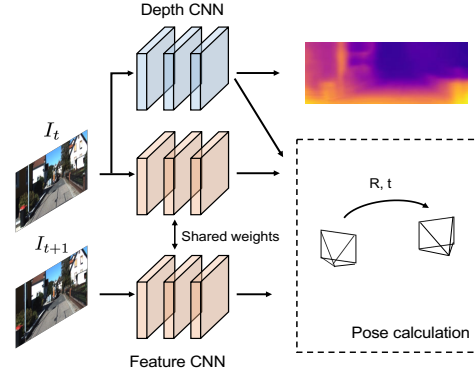 Depth CNN
I_t
R, t
Shared weights
I_{t+1}
Pose calculation
Feature CNN